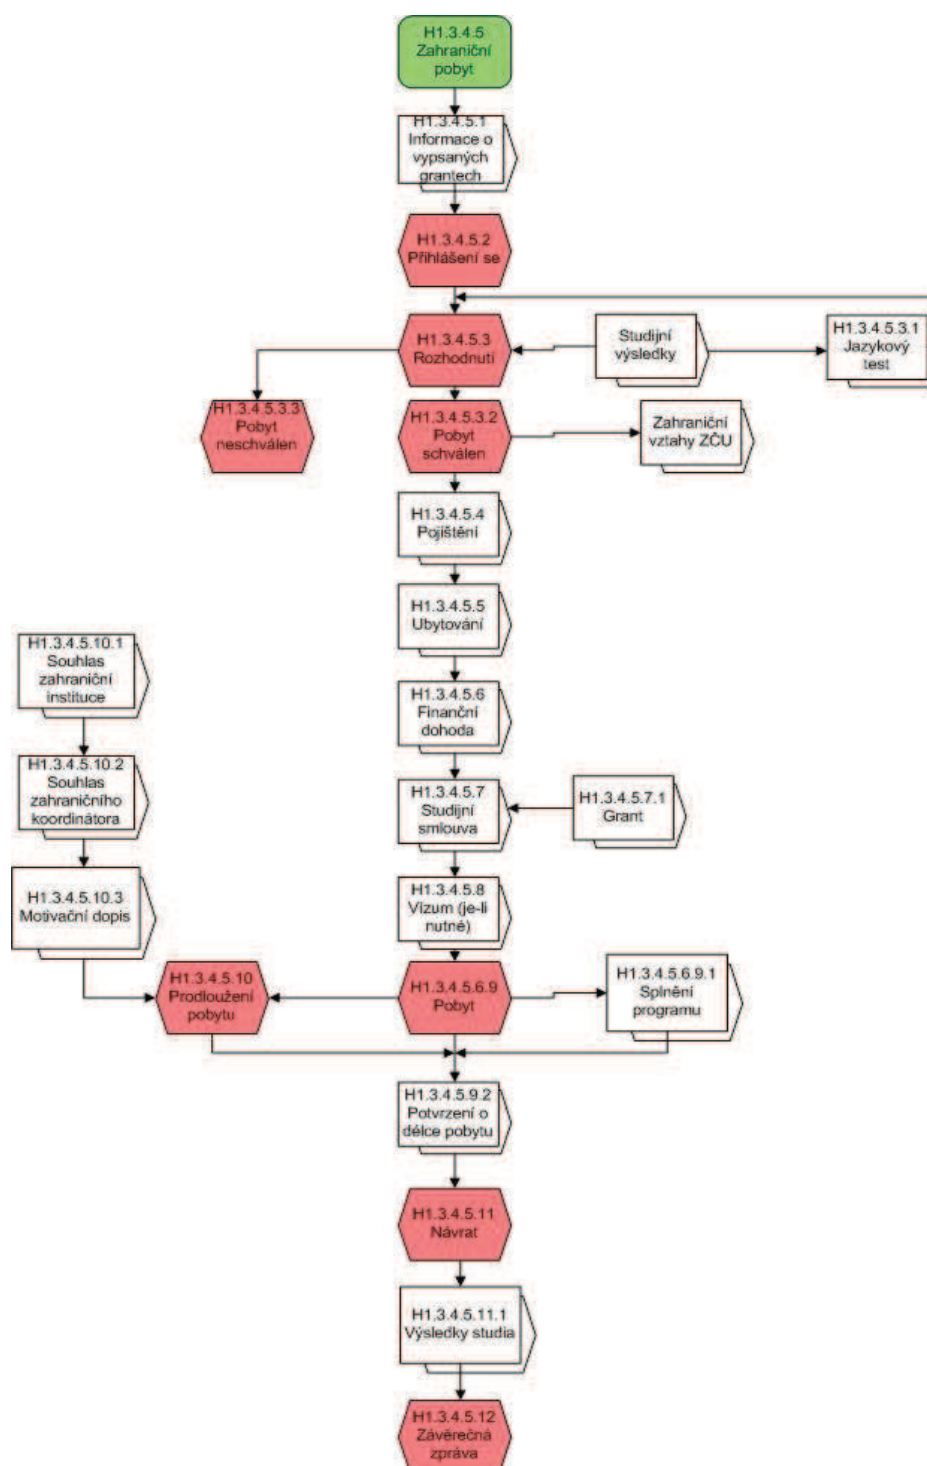 H1.3.4.5
Zahraniční
pobyt
H1.3.4.5.1
Informace o
vypsaných
grantech
H1.3.4.5.2
Přihlášení se
H1.3.4.5.3
Rozhodnutí
Studijní
výsledky
H1.3.4.5.3.1
Jazykový
test
H1.3.4.5.3.3
Pobyt
neschválen
H1.3.4.5.3.2
Pobyt
schválen
Zahraniční
vztahy ZČU
H1.3.4.5.4
Pojištění
H1.3.4.5.5
Ubytování
H1.3.4.5.10.1
Souhlas
zahraniční
instituce
H1.3.4.5.6
Finanční
dohoda
H1.3.4.5.10.2
Souhlas
zahraničního
koordinátora
H1.3.4.5.7
Studijní
smlouva
H1.3.4.5.7.1
Grant
H1.3.4.5.10.3
Motivační dopis
H1.3.4.5.8
Vízum (je-li
nutné)
H1.3.4.5.10
Prodloužení
pobytu
H1.3.4.5.6.9
Pobyt
H1.3.4.5.6.9.1
Splnění
programu
H1.3.4.5.9.2
Potvrzení o
délce pobytu
H1.3.4.5.11
Návrat
H1.3.4.5.11.1
Výsledky studia
H1.3.4.5.12
Závěrečná
zpráva